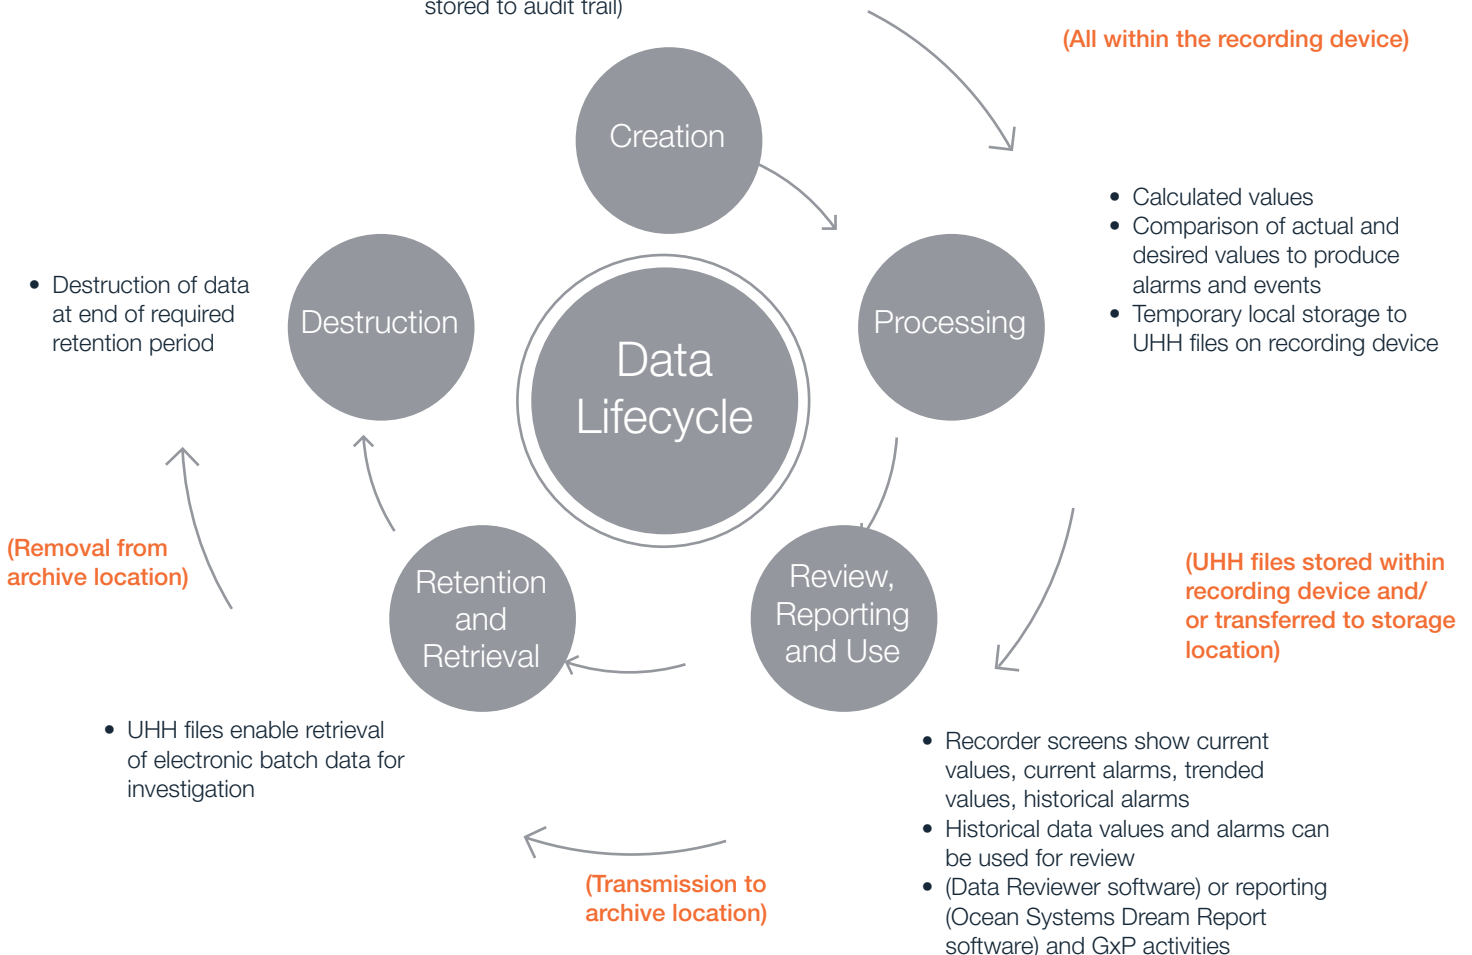 stored to audit trail)
(All within the recording device)
Creation
• Calculated values
• Comparison of actual and
desired values to produce
alarms and events
• Temporary local storage to
UHH files on recording device
Processing
Data
Lifecycle
Destruction
• Destruction of data
at end of required
retention period
(UHH files stored within
recording device and/
or transferred to storage
location)
Review,
Reporting
and Use
• Recorder screens show current
values, current alarms, trended
values, historical alarms
• Historical data values and alarms can
be used for review
• (Data Reviewer software) or reporting
(Ocean Systems Dream Report
software) and GxP activities
(Transmission to
archive location)
Retention
and
Retrieval
• UHH files enable retrieval
of electronic batch data for
investigation
(Removal from
archive location)